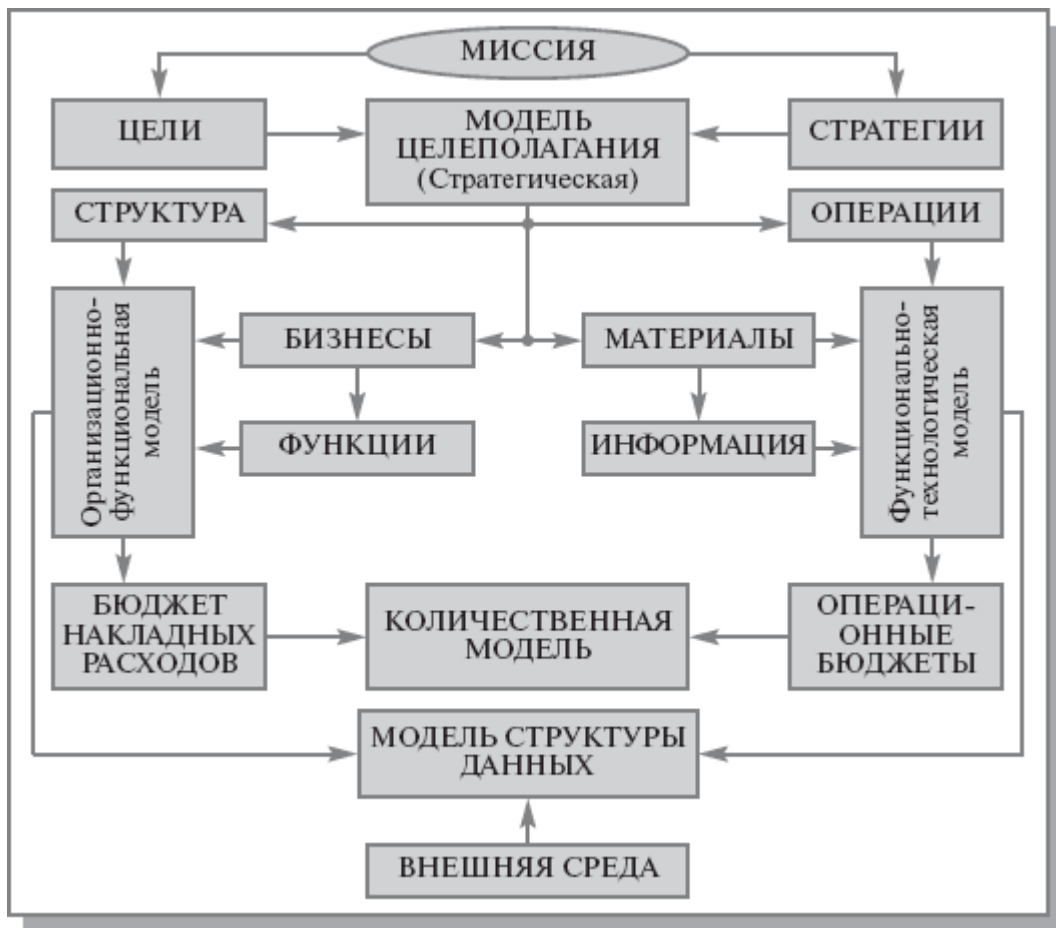 МИССИЯ
ЦЕЛИ
МОДЕЛЬ
ЦЕЛЕПОЛАГАНИЯ
(Стратегическая)
СТРАТЕГИИ
СТРУКТУРА
ОПЕРАЦИИ
Организационно-
функциональная
модель
БИЗНЕСЫ
МАТЕРИАЛЫ
Функционально-
технологическая
модель
ФУНКЦИИ
ИНФОРМАЦИЯ
БЮДЖЕТ
НАКЛАДНЫХ
РАСХОДОВ
КОЛИЧЕСТВЕННАЯ
МОДЕЛЬ
ОПЕРАЦИ-
ОННЫЕ
БЮДЖЕТЫ
МОДЕЛЬ СТРУКТУРЫ
ДАННЫХ
ВНЕШНЯЯ СРЕДА